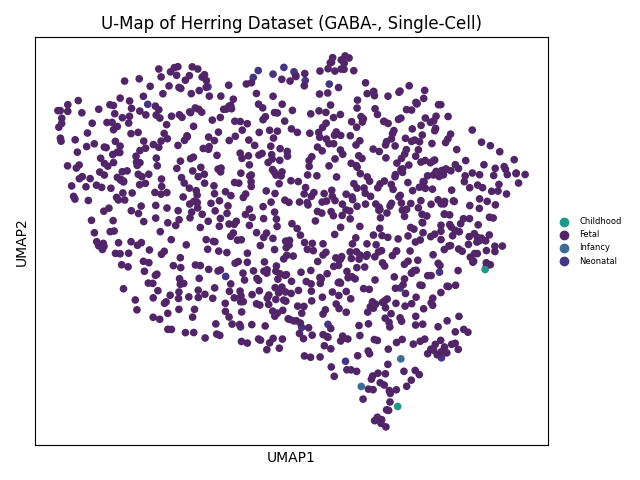 U-Map of Herring Dataset (GABA-, Single-Cell)
UMAP2
Childhood
Fetal
Infancy
Neonatal
UMAP1